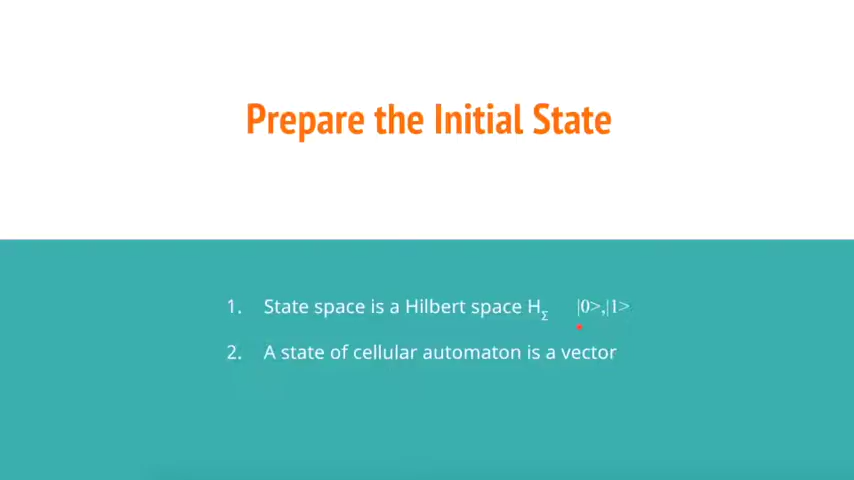 Prepare the Initial State
1. State space is a Hilbert space H_Σ |0>,|1>
2. A state of cellular automaton is a vector